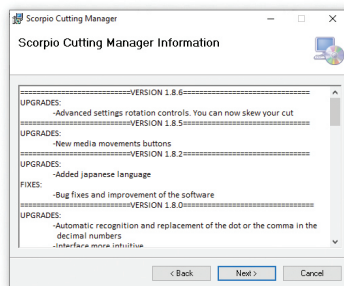 Scorpio Cutting Manager
Scorpio Cutting Manager Information
==========================VERSION 1.8.6==============================
UPGRADES:
-Advanced settings rotation controls. You can now skew your cut
==========================VERSION 1.8.5==============================
UPGRADES:
-New media movements buttons
==========================VERSION 1.8.2==============================
UPGRADES:
-Added japanese language
FIXES:
-Bug fixes and improvement of the software
==========================VERSION 1.8.0==============================
UPGRADES:
-Automatic recognition and replacement of the dot or the comma in the
decimal numbers
-Interface more intuitive
< Back
Next >
Cancel